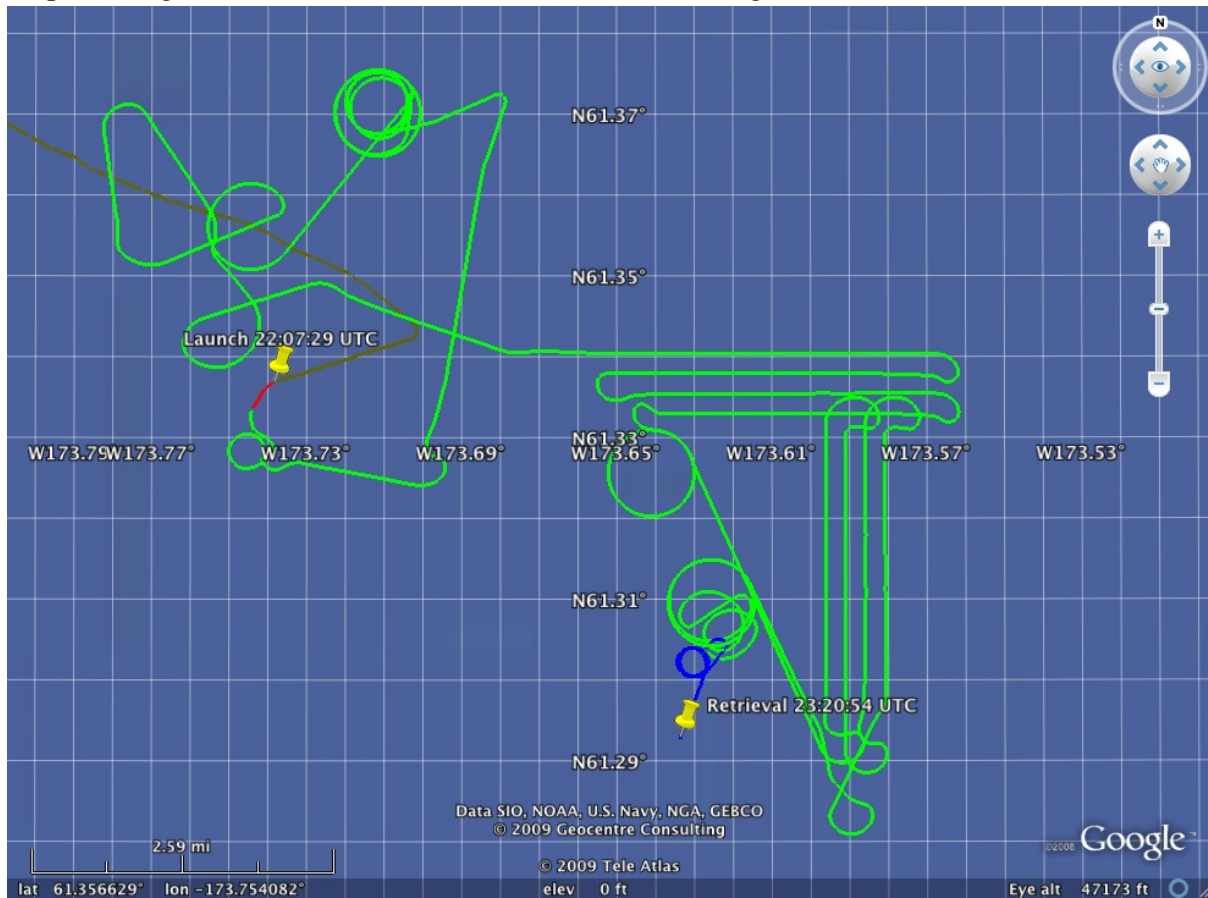 N
N61.37°
N61.35°
Launch 22:07:29 UTC
N61.33°
W173.79° W173.77° W173.73° W173.69° W173.65° W173.61° W173.57° W173.53°
N61.31°
Retrieval 23:20:54 UTC
N61.29°
Data SIO, NOAA, U.S. Navy, NGA, GEBCO
© 2009 Geocentre Consulting
2.59 mi
©2008 Google
© 2009 Tele Atlas
lat 61.356629° lon -173.754082° elev 0 ft Eye alt 47173 ft